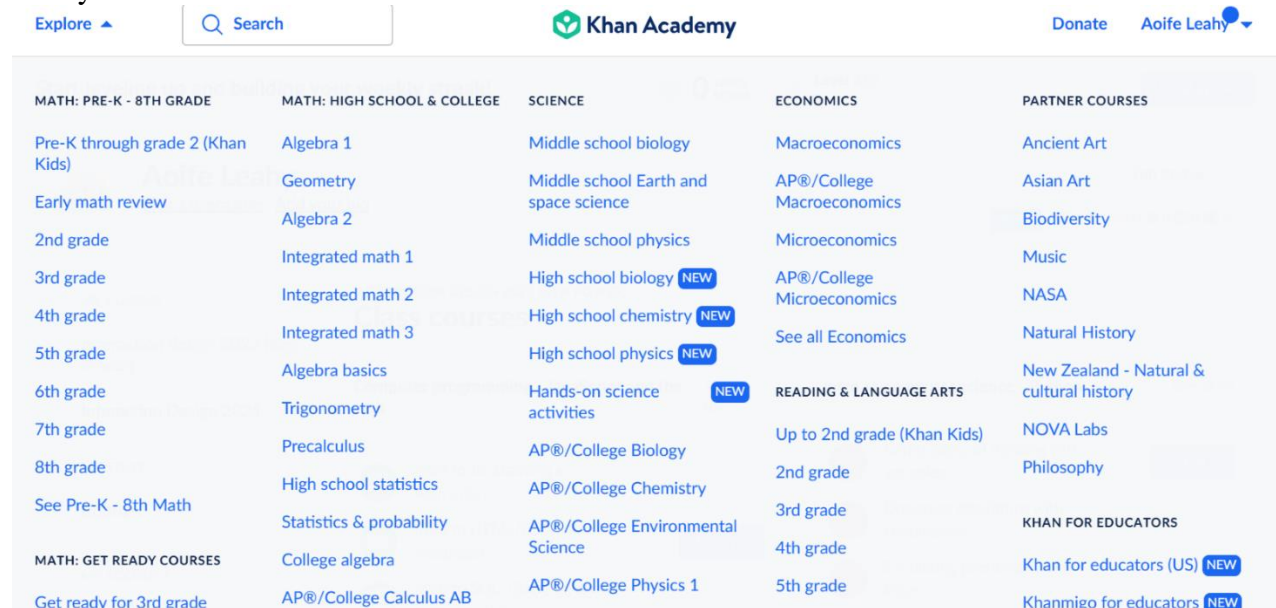 Explore
Search
Khan Academy
Donate
Aoife Leahy
MATH: PRE-K - 8TH GRADE
Pre-K through grade 2 (Khan
Kids)
Early math review
2nd grade
3rd grade
4th grade
5th grade
6th grade
7th grade
8th grade
See Pre-K - 8th Math
MATH: GET READY COURSES
Get ready for 3rd grade
MATH: HIGH SCHOOL & COLLEGE
Algebra 1
Geometry
Algebra 2
Integrated math 1
Integrated math 2
Integrated math 3
Algebra basics
Trigonometry
Precalculus
High school statistics
Statistics & probability
College algebra
AP®/College Calculus AB
SCIENCE
Middle school biology
Middle school Earth and
space science
Middle school physics
High school biology NEW
High school chemistry NEW
High school physics NEW
Hands-on science NEW
activities
AP®/College Biology
AP®/College Chemistry
AP®/College Environmental
Science
AP®/College Physics 1
ECONOMICS
Macroeconomics
AP®/College
Macroeconomics
Microeconomics
AP®/College
Microeconomics
See all Economics
READING & LANGUAGE ARTS
Up to 2nd grade (Khan Kids)
2nd grade
3rd grade
4th grade
5th grade
PARTNER COURSES
Ancient Art
Asian Art
Biodiversity
Music
NASA
Natural History
New Zealand - Natural &
cultural history
NOVA Labs
Philosophy
KHAN FOR EDUCATORS
Khan for educators (US) NEW
Khanmigo for educators NEW